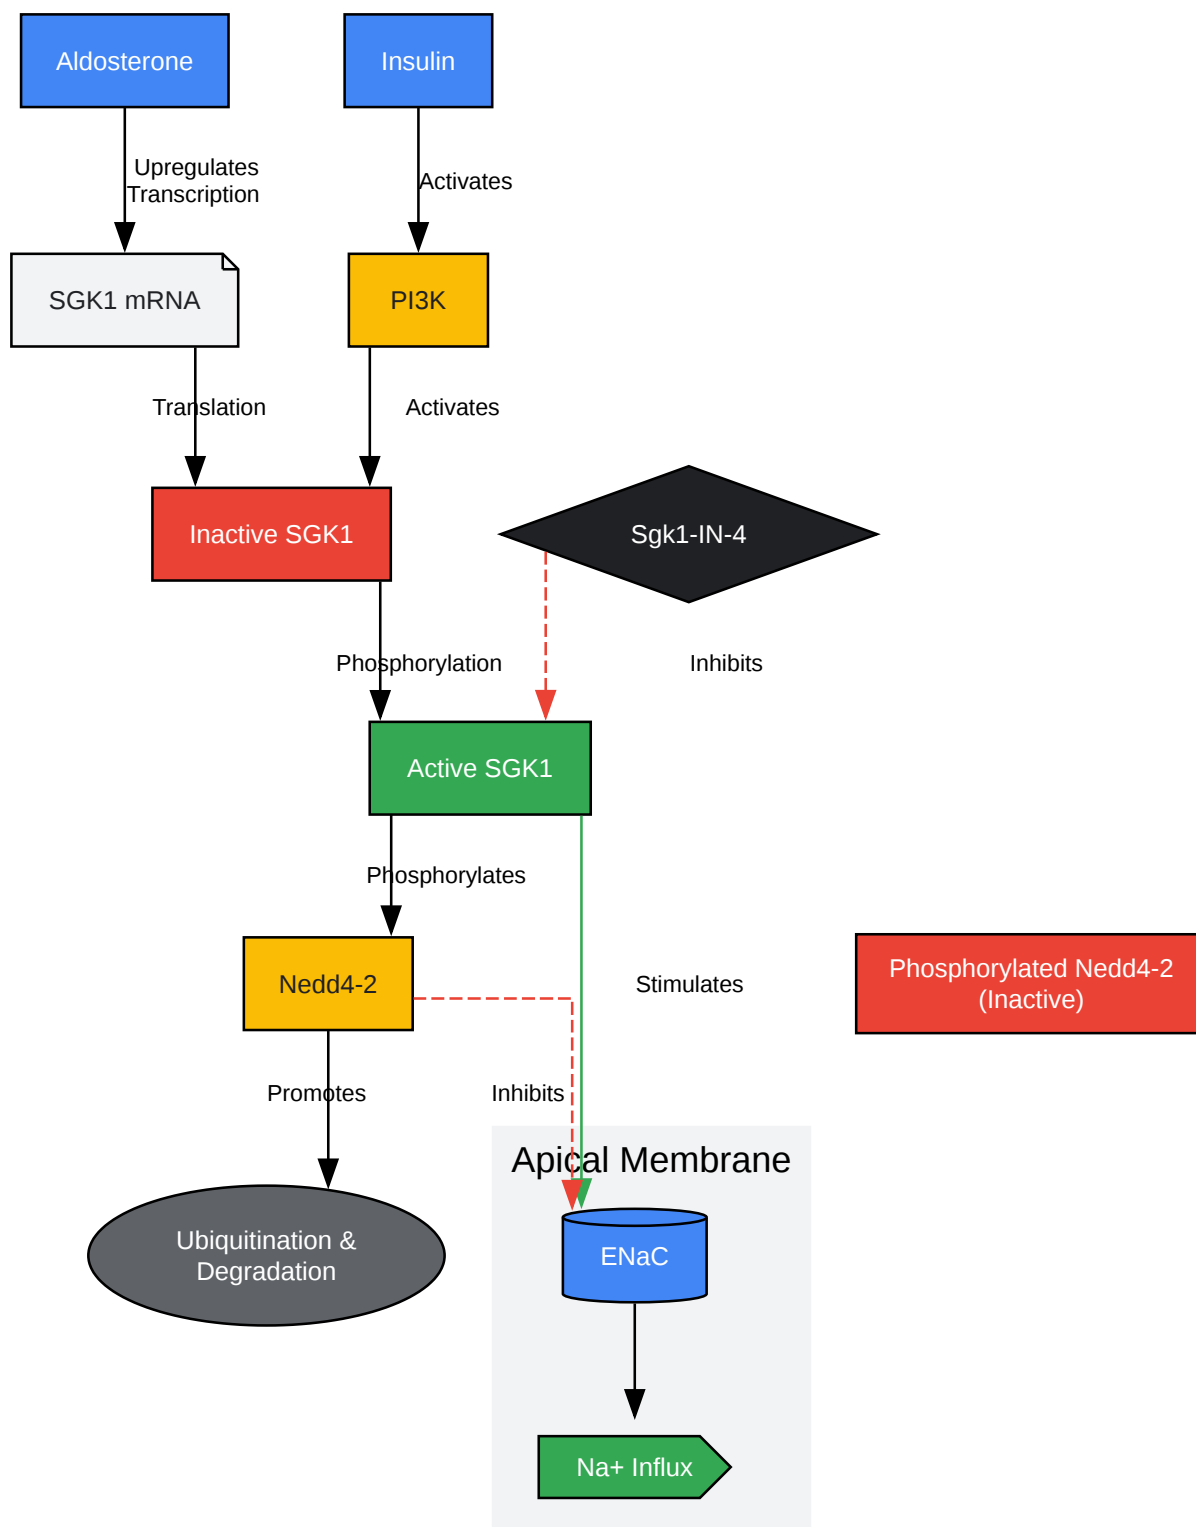 Aldosterone
Insulin
Upregulates
Transcription
Activates
SGK1 mRNA
PI3K
Translation
Activates
Inactive SGK1
Sgk1-IN-4
Phosphorylation
Inhibits
Active SGK1
Phosphorylates
Nedd4-2
Stimulates
Phosphorylated Nedd4-2
(Inactive)
Promotes
Inhibits
Apical Membrane
Ubiquitination &
Degradation
ENaC
Na+ Influx